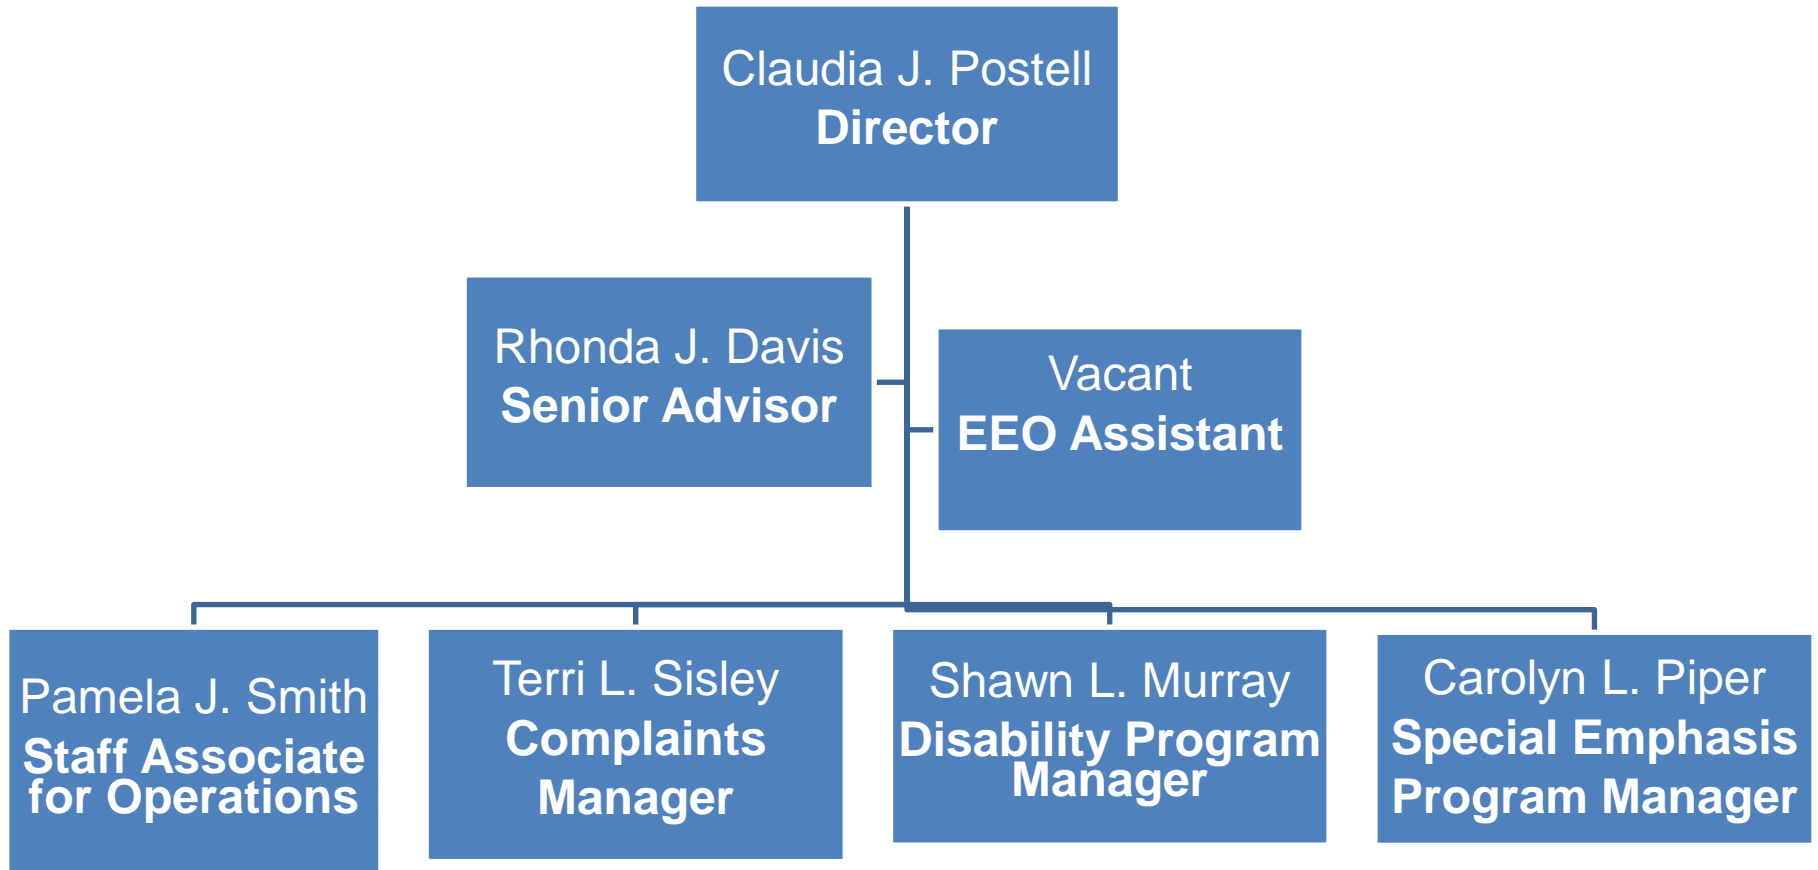 Claudia J. Postell
Director
Rhonda J. Davis
Senior Advisor
Vacant
EEO Assistant
Pamela J. Smith
Staff Associate
for Operations
Terri L. Sisley
Complaints
Manager
Shawn L. Murray
Disability Program
Manager
Carolyn L. Piper
Special Emphasis
Program Manager